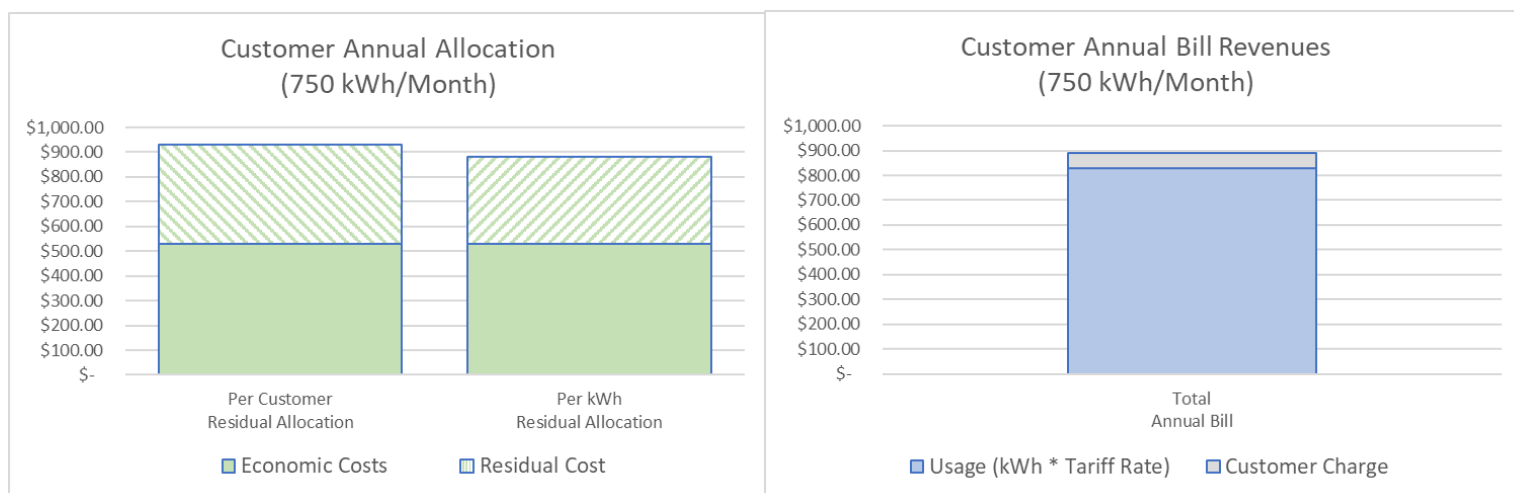 Customer Annual Allocation
(750 kWh/Month)
$1,000.00
$900.00
$800.00
$700.00
$600.00
$500.00
$400.00
$300.00
$200.00
$100.00
$-
Per Customer
Residual Allocation
Per kWh
Residual Allocation
Economic Costs
Residual Cost
Customer Annual Bill Revenues
(750 kWh/Month)
$1,000.00
$900.00
$800.00
$700.00
$600.00
$500.00
$400.00
$300.00
$200.00
$100.00
$-
Total
Annual Bill
Usage (kWh * Tariff Rate)
Customer Charge